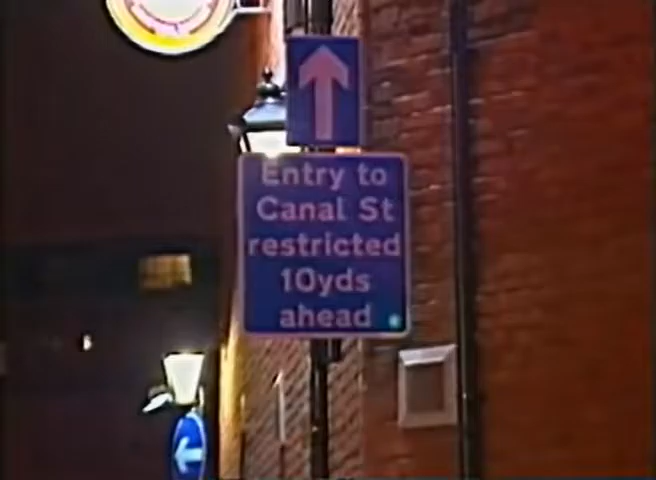 Entry to
Canal St
restricted
10yds
ahead